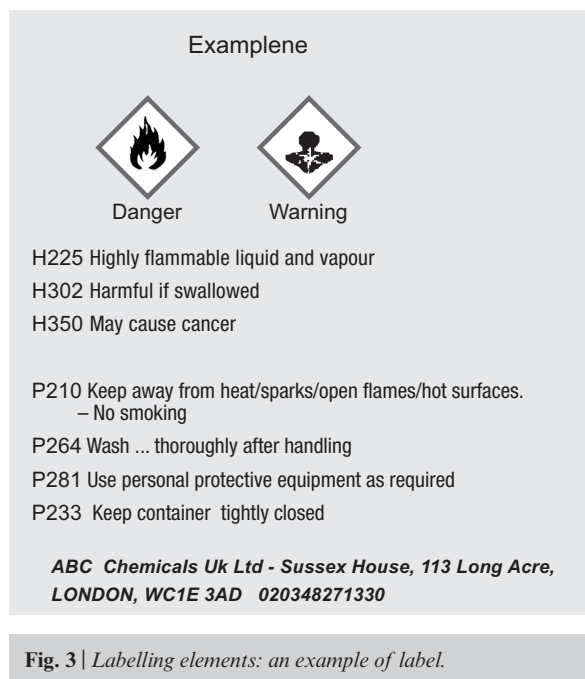 Examplene
Danger Warning
H225 Highly flammable liquid and vapour
H302 Harmful if swallowed
H350 May cause cancer
P210 Keep away from heat/sparks/open flames/hot surfaces.
– No smoking
P264 Wash ... thoroughly after handling
P281 Use personal protective equipment as required
P233 Keep container tightly closed
ABC Chemicals Uk Ltd - Sussex House, 113 Long Acre,
LONDON, WC1E 3AD 020348271330
Fig. 3 | Labelling elements: an example of label.